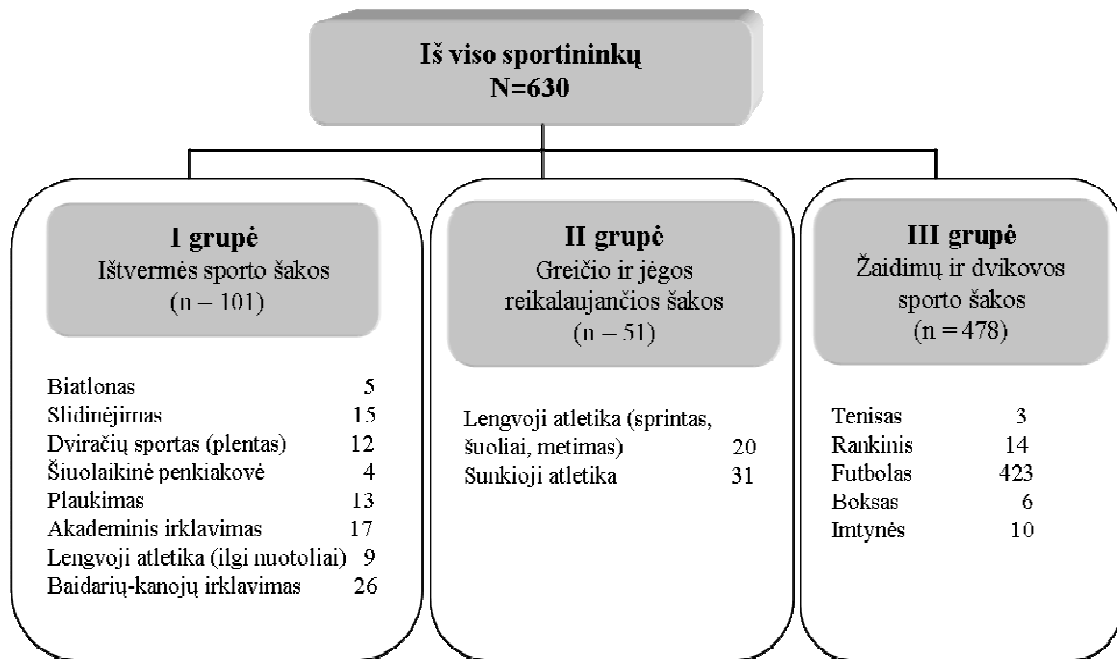 Iš viso sportininkų
N=630
I grupė
Ištvermės sporto šakos
(n – 101)
Biatlonas 5
Slidinėjimas 15
Dviračių sportas (plentas) 12
Šiuolaikinė penkiakovė 4
Plaukimas 13
Akademinis irklavimas 17
Lengvoji atletika (ilgi nuotoliai) 9
Baidarių-kanojų irklavimas 26
II grupė
Greičio ir jėgos
reikalaujančios šakos
(n – 51)
Lengvoji atletika (sprintas,
šuoliai, metimas) 20
Sunkioji atletika 31
III grupė
Žaidimų ir dvikovos
sporto šakos
(n = 478)
Tenisas 3
Rankinis 14
Futbolas 423
Boksas 6
Imtynės 10